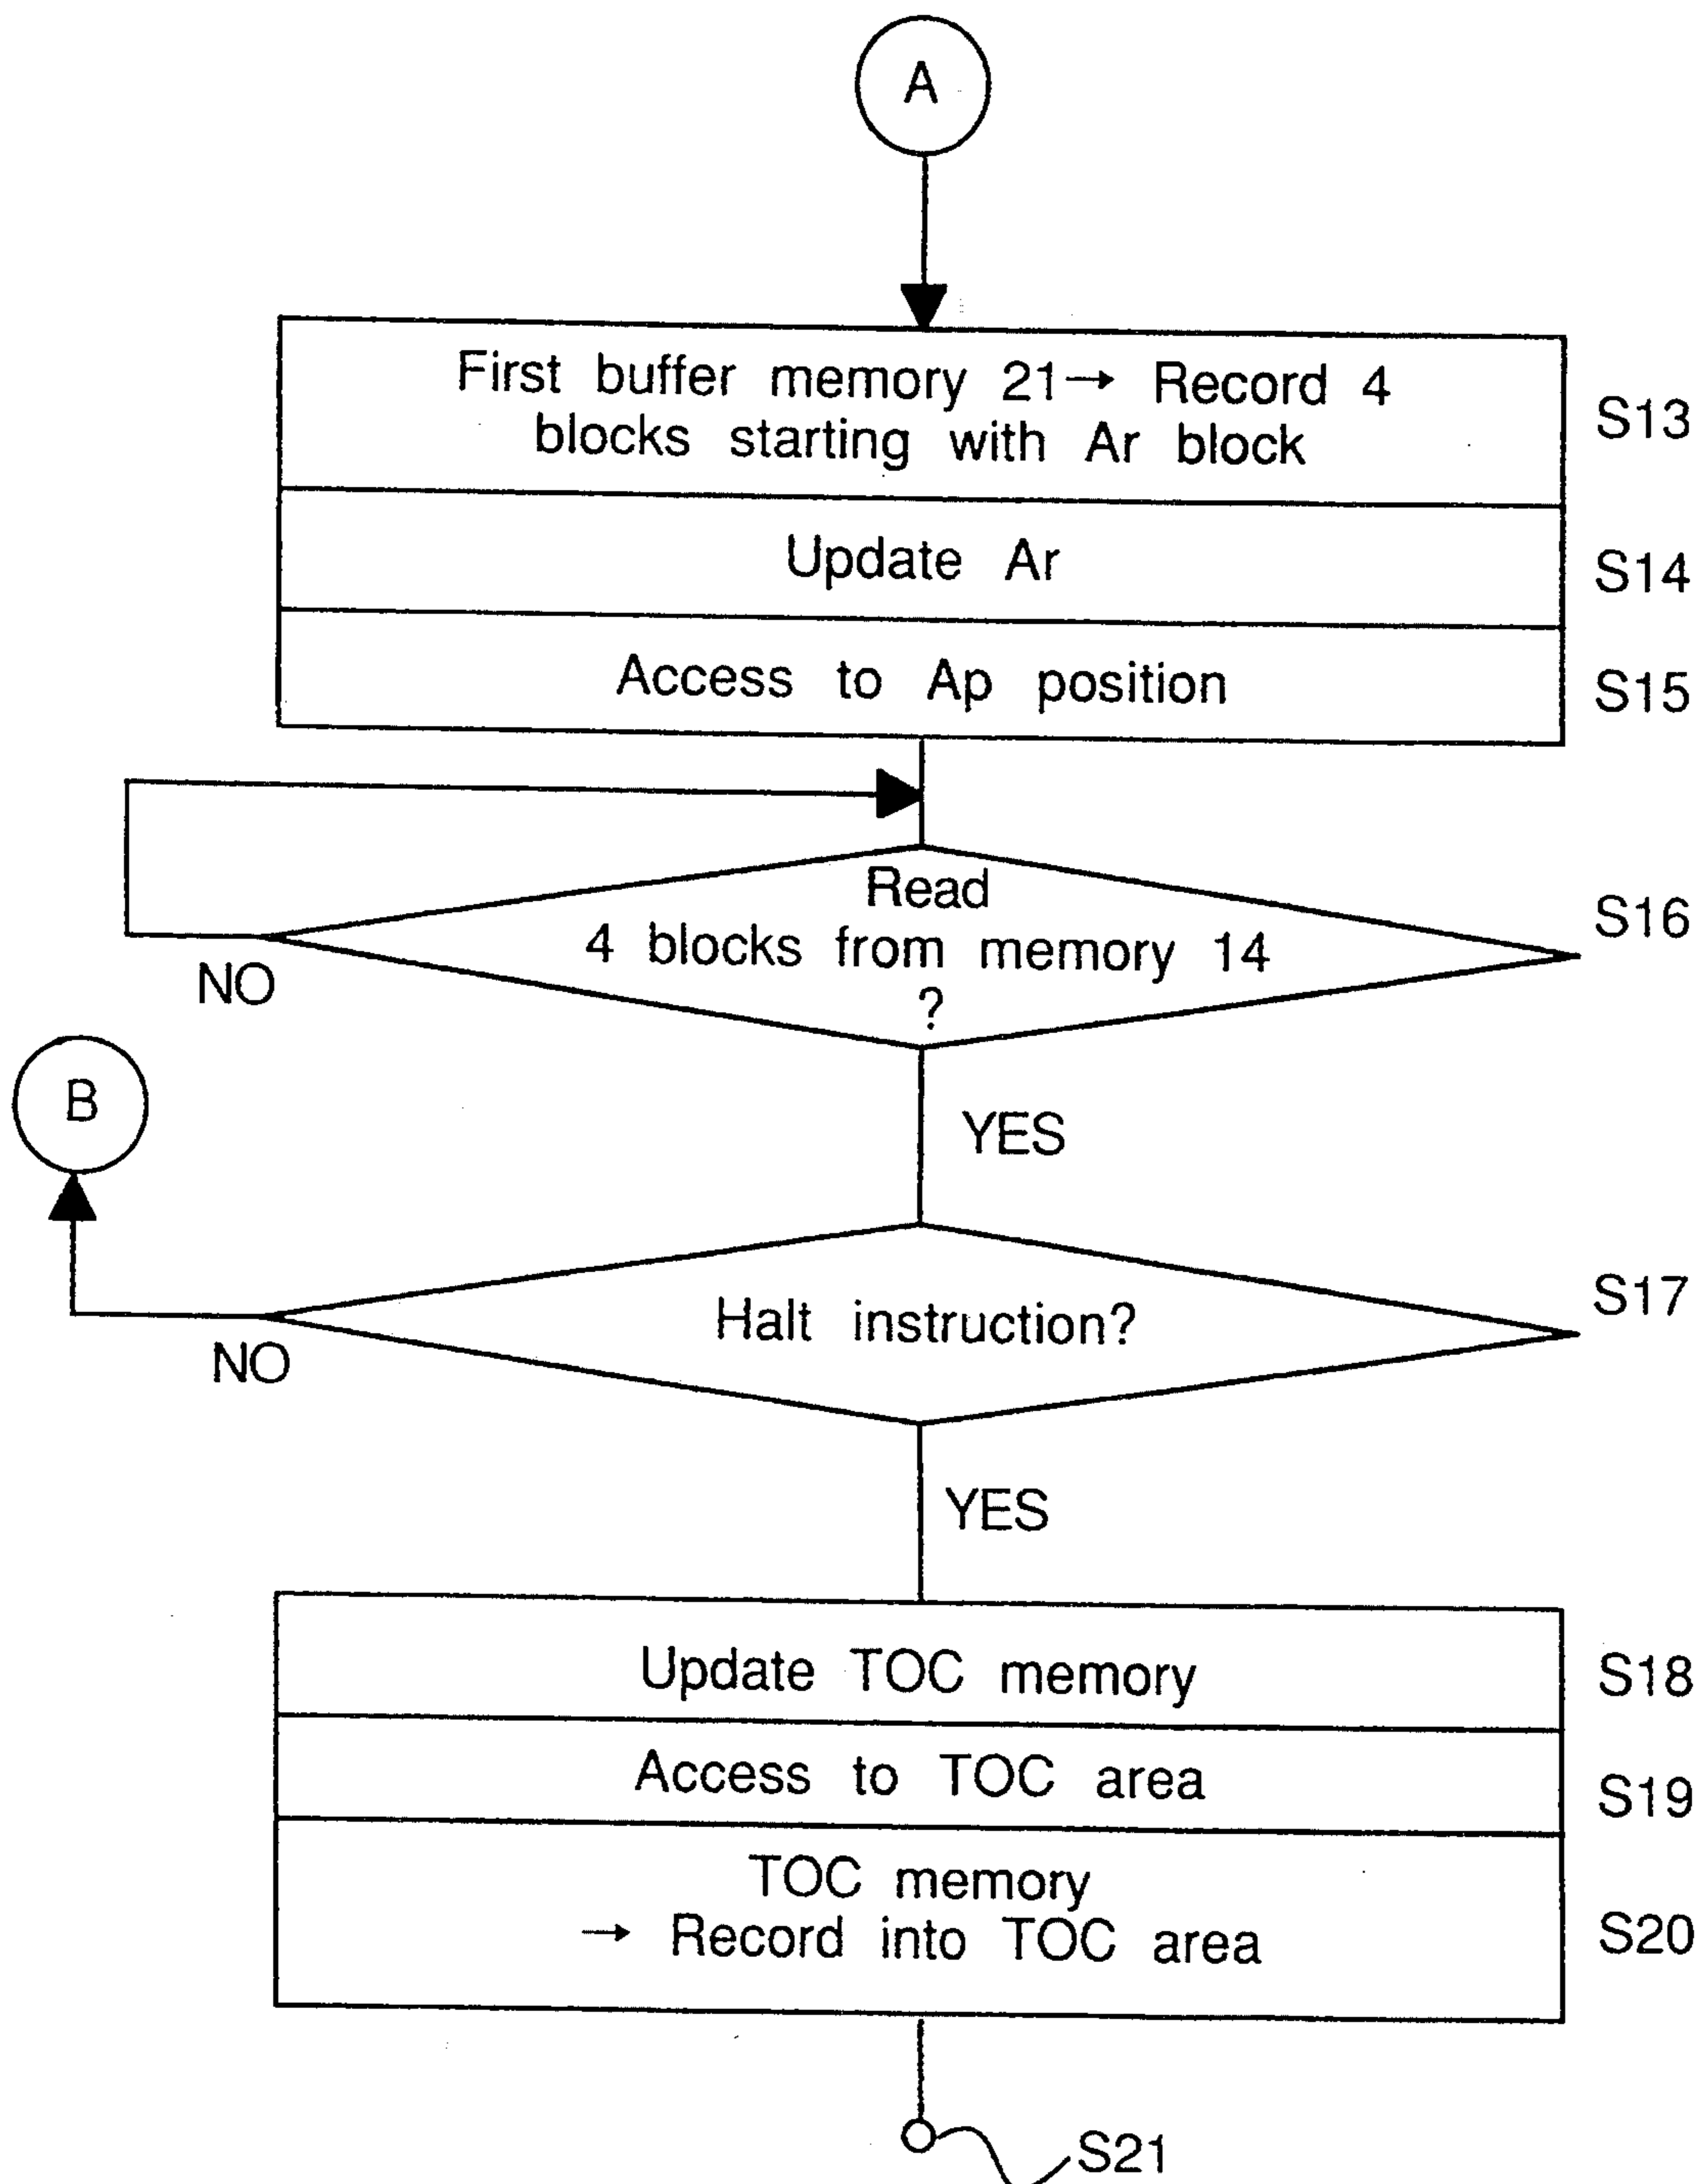 A
First buffer memory 21→ Record 4
blocks starting with Ar block
S13
Update Ar
S14
Access to Ap position
S15
Read
4 blocks from memory 14
?
S16
NO
B
YES
Halt instruction?
S17
NO
YES
Update TOC memory
S18
Access to TOC area
S19
TOC memory
→ Record into TOC area
S20
S21